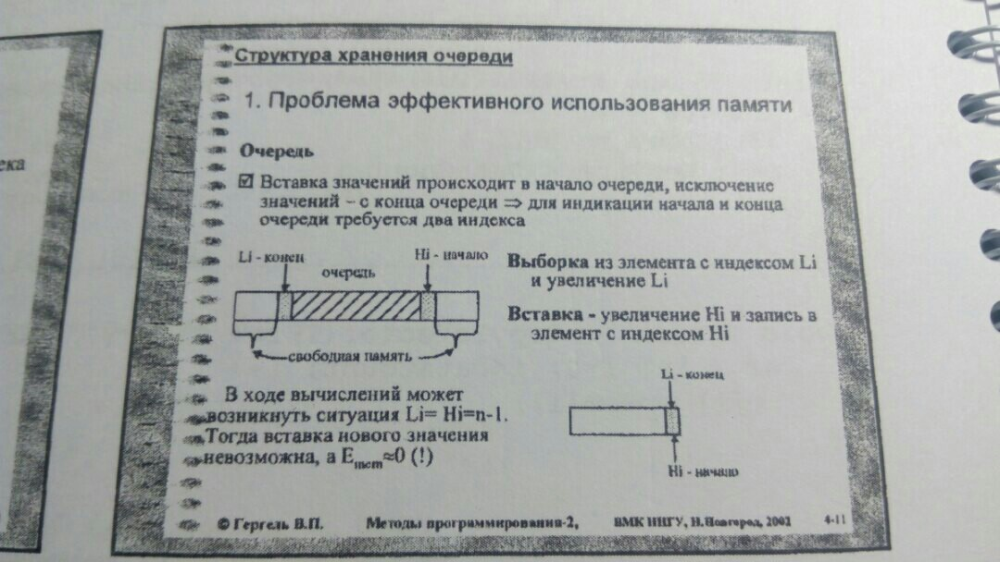 ека
Структура хранения очереди
1. Проблема эффективного использования памяти
Очередь
☑ Вставка значений происходит в начало очереди, исключение
значений – с конца очереди ⇒ для индикации начала и конца
очереди требуется два индекса
Li - конец
очередь
Hi - начало
свободная память
Выборка из элемента с индексом Li
и увеличение Li
Вставка - увеличение Hi и запись в
элемент с индексом Hi
В ходе вычислений может
возникнуть ситуация Li= Hi=n-1.
Тогда вставка нового значения
невозможна, а Emem≈0 (!)
Li - конец
Hi - начало
© Гергель В.П. Методы программирования-2, ВМК ННГУ, Н.Новгород, 2002 4-11